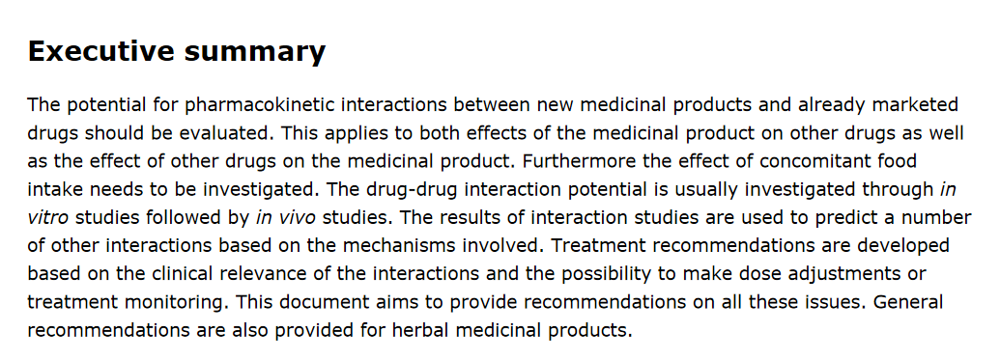 Executive summary
The potential for pharmacokinetic interactions between new medicinal products and already marketed
drugs should be evaluated. This applies to both effects of the medicinal product on other drugs as well
as the effect of other drugs on the medicinal product. Furthermore the effect of concomitant food
intake needs to be investigated. The drug-drug interaction potential is usually investigated through in
vitro studies followed by in vivo studies. The results of interaction studies are used to predict a number
of other interactions based on the mechanisms involved. Treatment recommendations are developed
based on the clinical relevance of the interactions and the possibility to make dose adjustments or
treatment monitoring. This document aims to provide recommendations on all these issues. General
recommendations are also provided for herbal medicinal products.